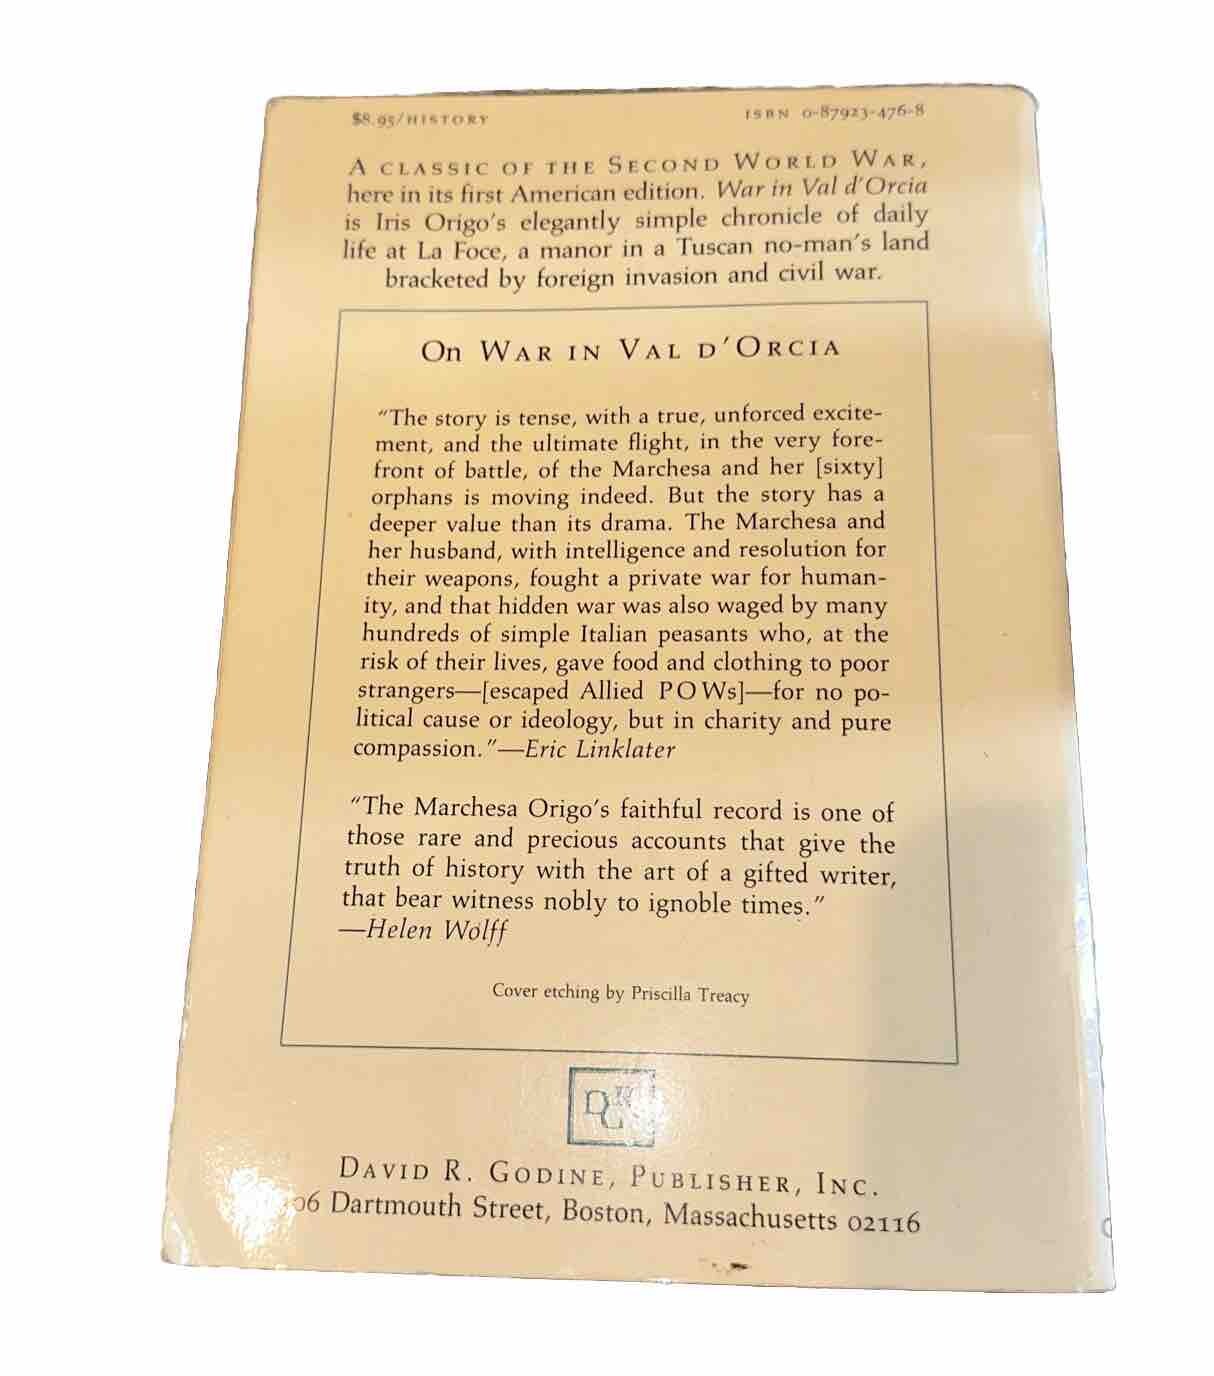 $8.95/HISTORY
ISBN 0-87923-476-8
A CLASSIC OF THE SECOND WORLD WAR,
here in its first American edition. War in Val d'Orcia
is Iris Origo's elegantly simple chronicle of daily
life at La Foce, a manor in a Tuscan no-man's land
bracketed by foreign invasion and civil war.
On WAR IN VAL D'ORCIA
"The story is tense, with a true, unforced excite-
ment, and the ultimate flight, in the very fore-
front of battle, of the Marchesa and her [sixty]
orphans is moving indeed. But the story has a
deeper value than its drama. The Marchesa and
her husband, with intelligence and resolution for
their weapons, fought a private war for human-
ity, and that hidden war was also waged by many
hundreds of simple Italian peasants who, at the
risk of their lives, gave food and clothing to poor
strangers—[escaped Allied POWs]—for no po-
litical cause or ideology, but in charity and pure
compassion."—Eric Linklater
"The Marchesa Origo's faithful record is one of
those rare and precious accounts that give the
truth of history with the art of a gifted writer,
that bear witness nobly to ignoble times."
—Helen Wolff
Cover etching by Priscilla Treacy
DRG
DAVID R. GODINE, PUBLISHER, INC.
Dartmouth Street, Boston, Massachusetts 02116